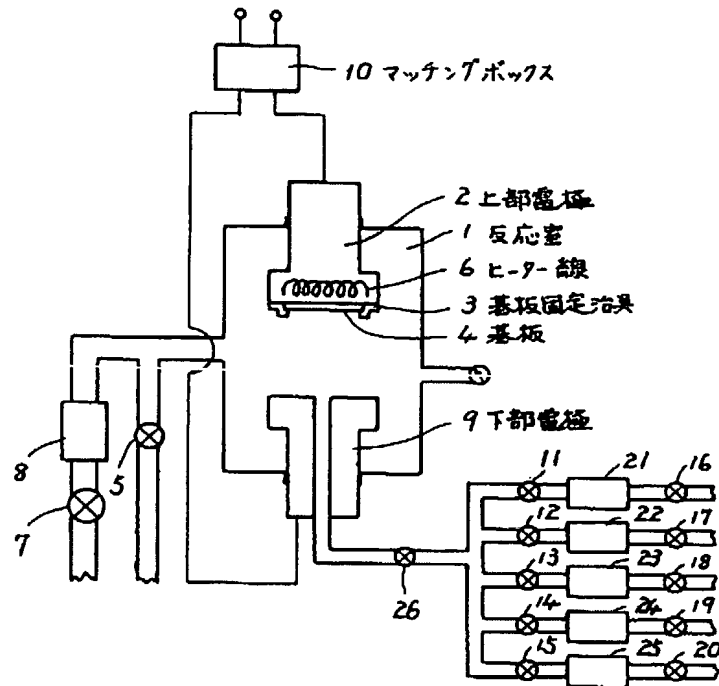 10 マッチングボックス
2 上部電極
1 反応室
6 ヒーター線
3 基板固定治具
4 基板
9 下部電極
8
5
7
11 21 16
12 22 17
13 23 18
14 24 19
15 25 20
26